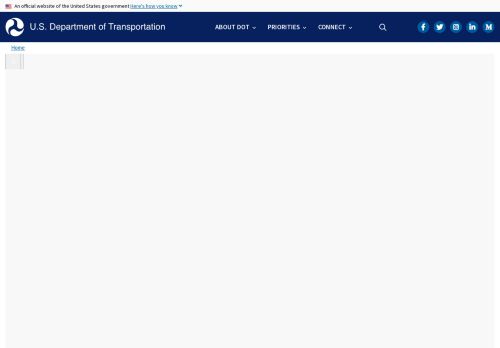 An official website of the United States government Here's how you know
U.S. Department of Transportation ABOUT DOT PRIORITIES CONNECT
Home